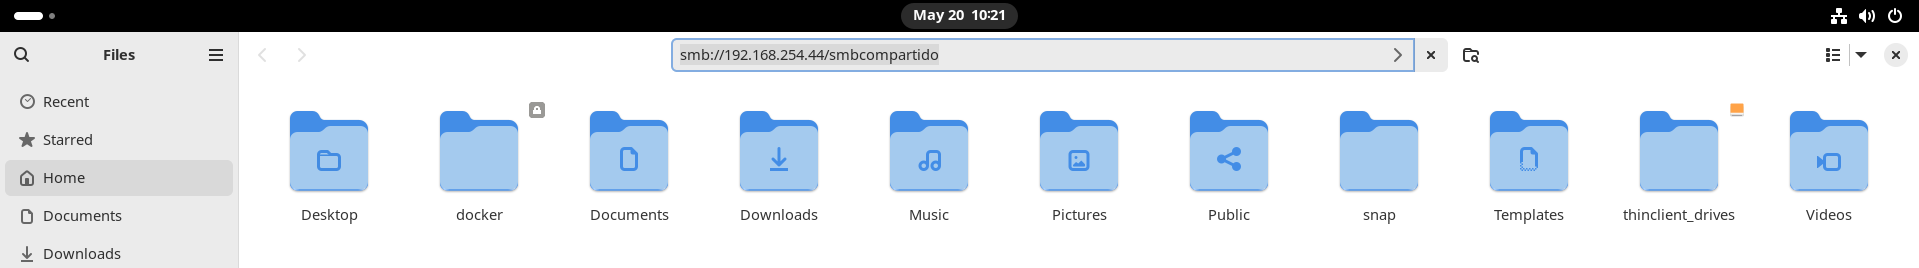 May 20 10:21
Files
smb://192.168.254.44/smbcompartido
Recent
Starred
Home
Documents
Downloads
Desktop
docker
Documents
Downloads
Music
Pictures
Public
snap
Templates
thinclient_drives
Videos